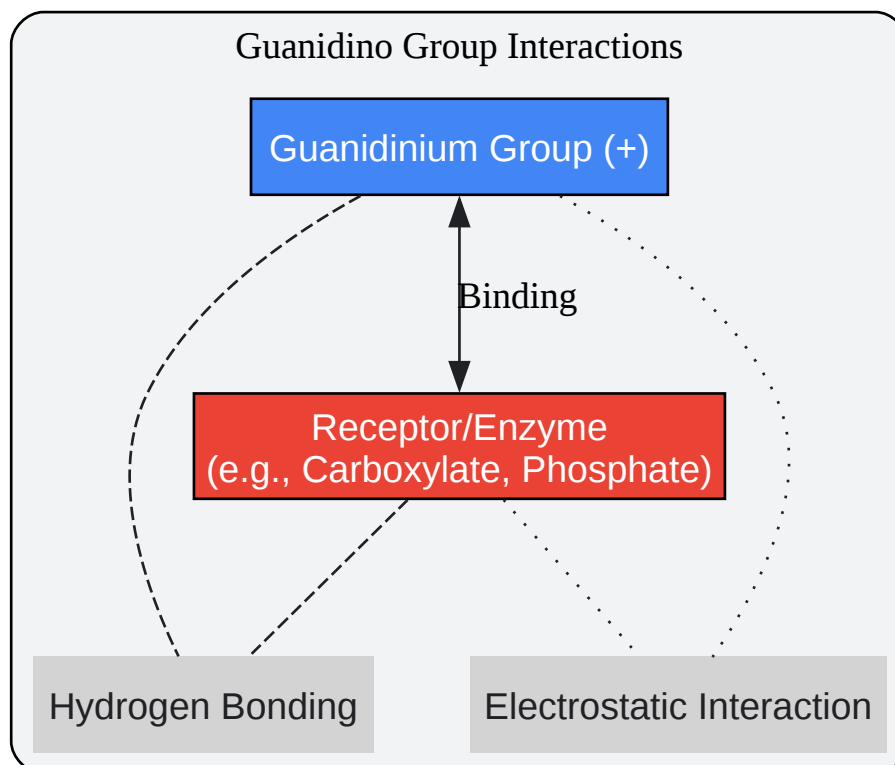 Guanidino Group Interactions
Guanidinium Group (+)
Binding
Receptor/Enzyme
(e.g., Carboxylate, Phosphate)
Hydrogen Bonding
Electrostatic Interaction